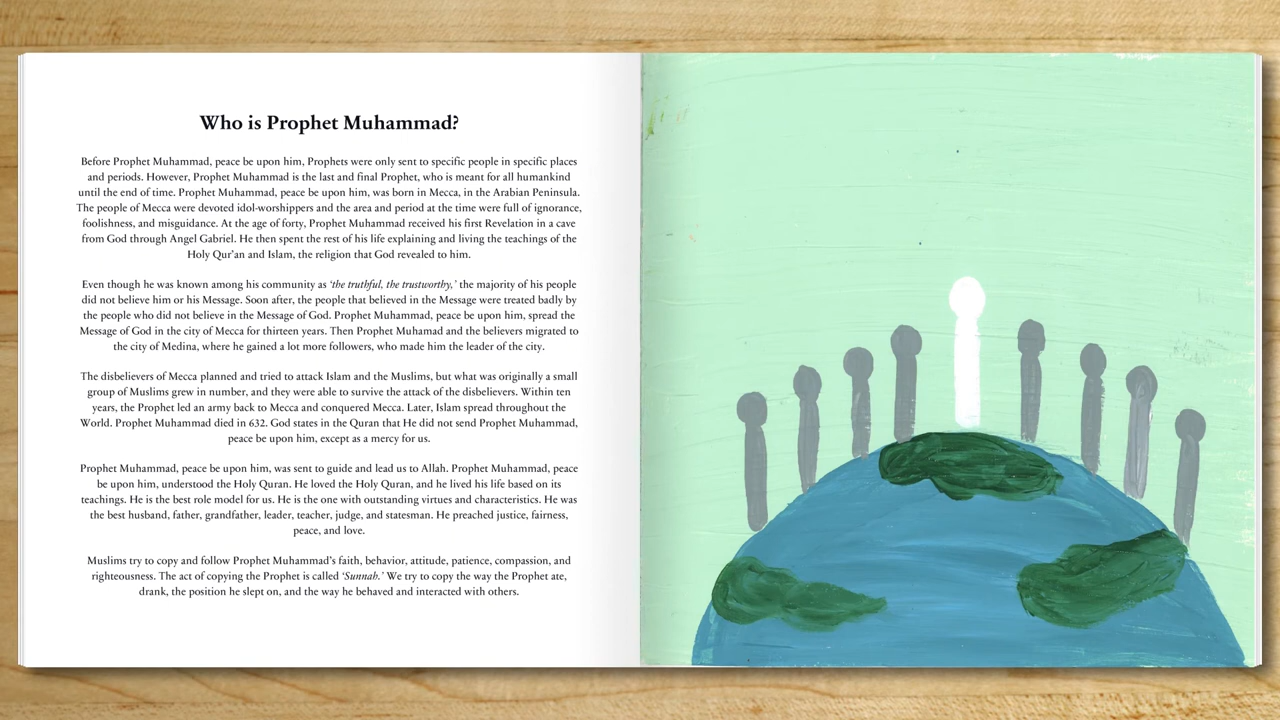 Who is Prophet Muhammad?
Before Prophet Muhammad, peace be upon him, Prophets were only sent to specific people in specific places
and periods. However, Prophet Muhammad is the last and final Prophet, who is meant for all humankind
until the end of time. Prophet Muhammad, peace be upon him, was born in Mecca, in the Arabian Peninsula.
The people of Mecca were devoted idol-worshippers and the area and period at the time were full of ignorance,
foolishness, and misguidance. At the age of forty, Prophet Muhammad received his first Revelation in a cave
from God through Angel Gabriel. He then spent the rest of his life explaining and living the teachings of the
Holy Qur'an and Islam, the religion that God revealed to him.
Even though he was known among his community as 'the truthful, the trustworthy,' the majority of his people
did not believe him or his Message. Soon after, the people that believed in the Message were treated badly by
the people who did not believe in the Message of God. Prophet Muhammad, peace be upon him, spread the
Message of God in the city of Mecca for thirteen years. Then Prophet Muhamad and the believers migrated to
the city of Medina, where he gained a lot more followers, who made him the leader of the city.
The disbelievers of Mecca planned and tried to attack Islam and the Muslims, but what was originally a small
group of Muslims grew in number, and they were able to survive the attack of the disbelievers. Within ten
years, the Prophet led an army back to Mecca and conquered Mecca. Later, Islam spread throughout the
World. Prophet Muhammad died in 632. God states in the Quran that He did not send Prophet Muhammad,
peace be upon him, except as a mercy for us.
Prophet Muhammad, peace be upon him, was sent to guide and lead us to Allah. Prophet Muhammad, peace
be upon him, understood the Holy Quran. He loved the Holy Quran, and he lived his life based on its
teachings. He is the best role model for us. He is the one with outstanding virtues and characteristics. He was
the best husband, father, grandfather, leader, teacher, judge, and statesman. He preached justice, fairness,
peace, and love.
Muslims try to copy and follow Prophet Muhammad's faith, behavior, attitude, patience, compassion, and
righteousness. The act of copying the Prophet is called 'Sunnah.' We try to copy the way the Prophet ate,
drank, the position he slept on, and the way he behaved and interacted with others.